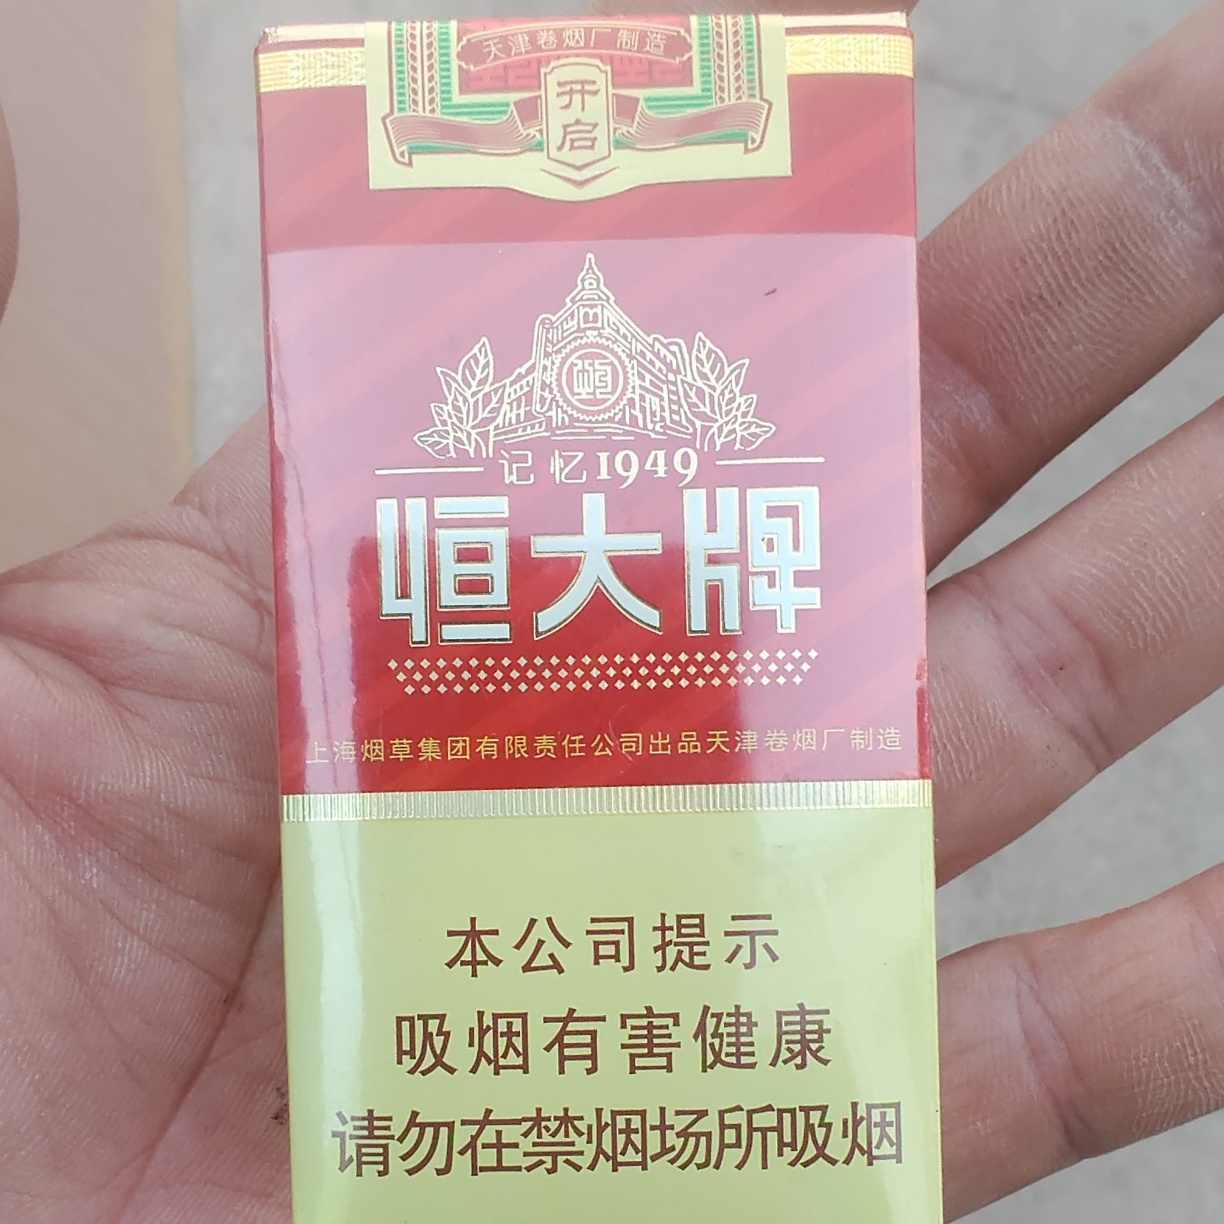 天津卷烟厂制造
开
启
恒
记忆1949
恒大牌
上海烟草集团有限责任公司出品天津卷烟厂制造
本公司提示
吸烟有害健康
请勿在禁烟场所吸烟